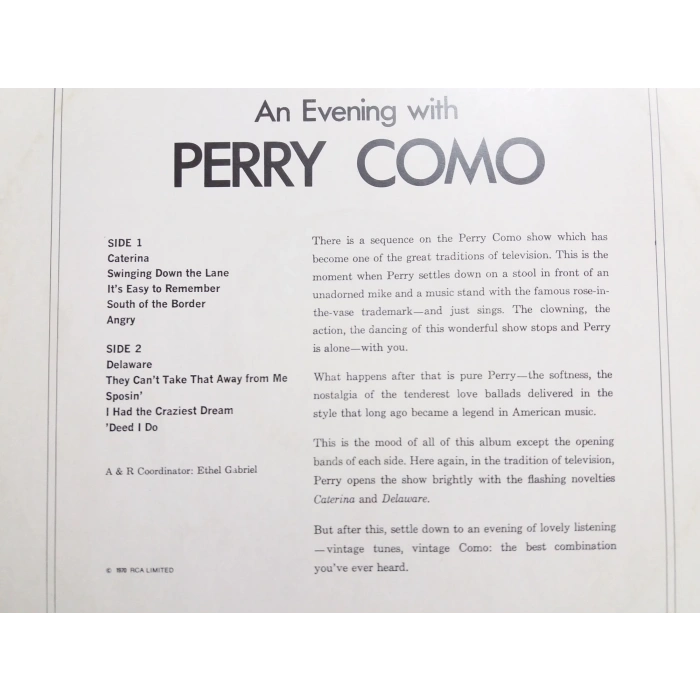 An Evening with
PERRY COMO
SIDE 1
Caterina
Swinging Down the Lane
It's Easy to Remember
South of the Border
Angry
SIDE 2
Delaware
They Can't Take That Away from Me
Sposin'
I Had the Craziest Dream
'Deed I Do
A & R Coordinator: Ethel Gabriel
© RCA LIMITED
There is a sequence on the Perry Como show which has
become one of the great traditions of television. This is the
moment when Perry settles down on a stool in front of an
unadorned mike and a music stand with the famous rose-in-
the-vase trademark—and just sings. The clowning, the
action, the dancing of this wonderful show stops and Perry
is alone—with you.
What happens after that is pure Perry—the softness, the
nostalgia of the tenderest love ballads delivered in the
style that long ago became a legend in American music.
This is the mood of all of this album except the opening
bands of each side. Here again, in the tradition of television,
Perry opens the show brightly with the flashing novelties
Caterina and Delaware.
But after this, settle down to an evening of lovely listening
—vintage tunes, vintage Como: the best combination
you've ever heard.